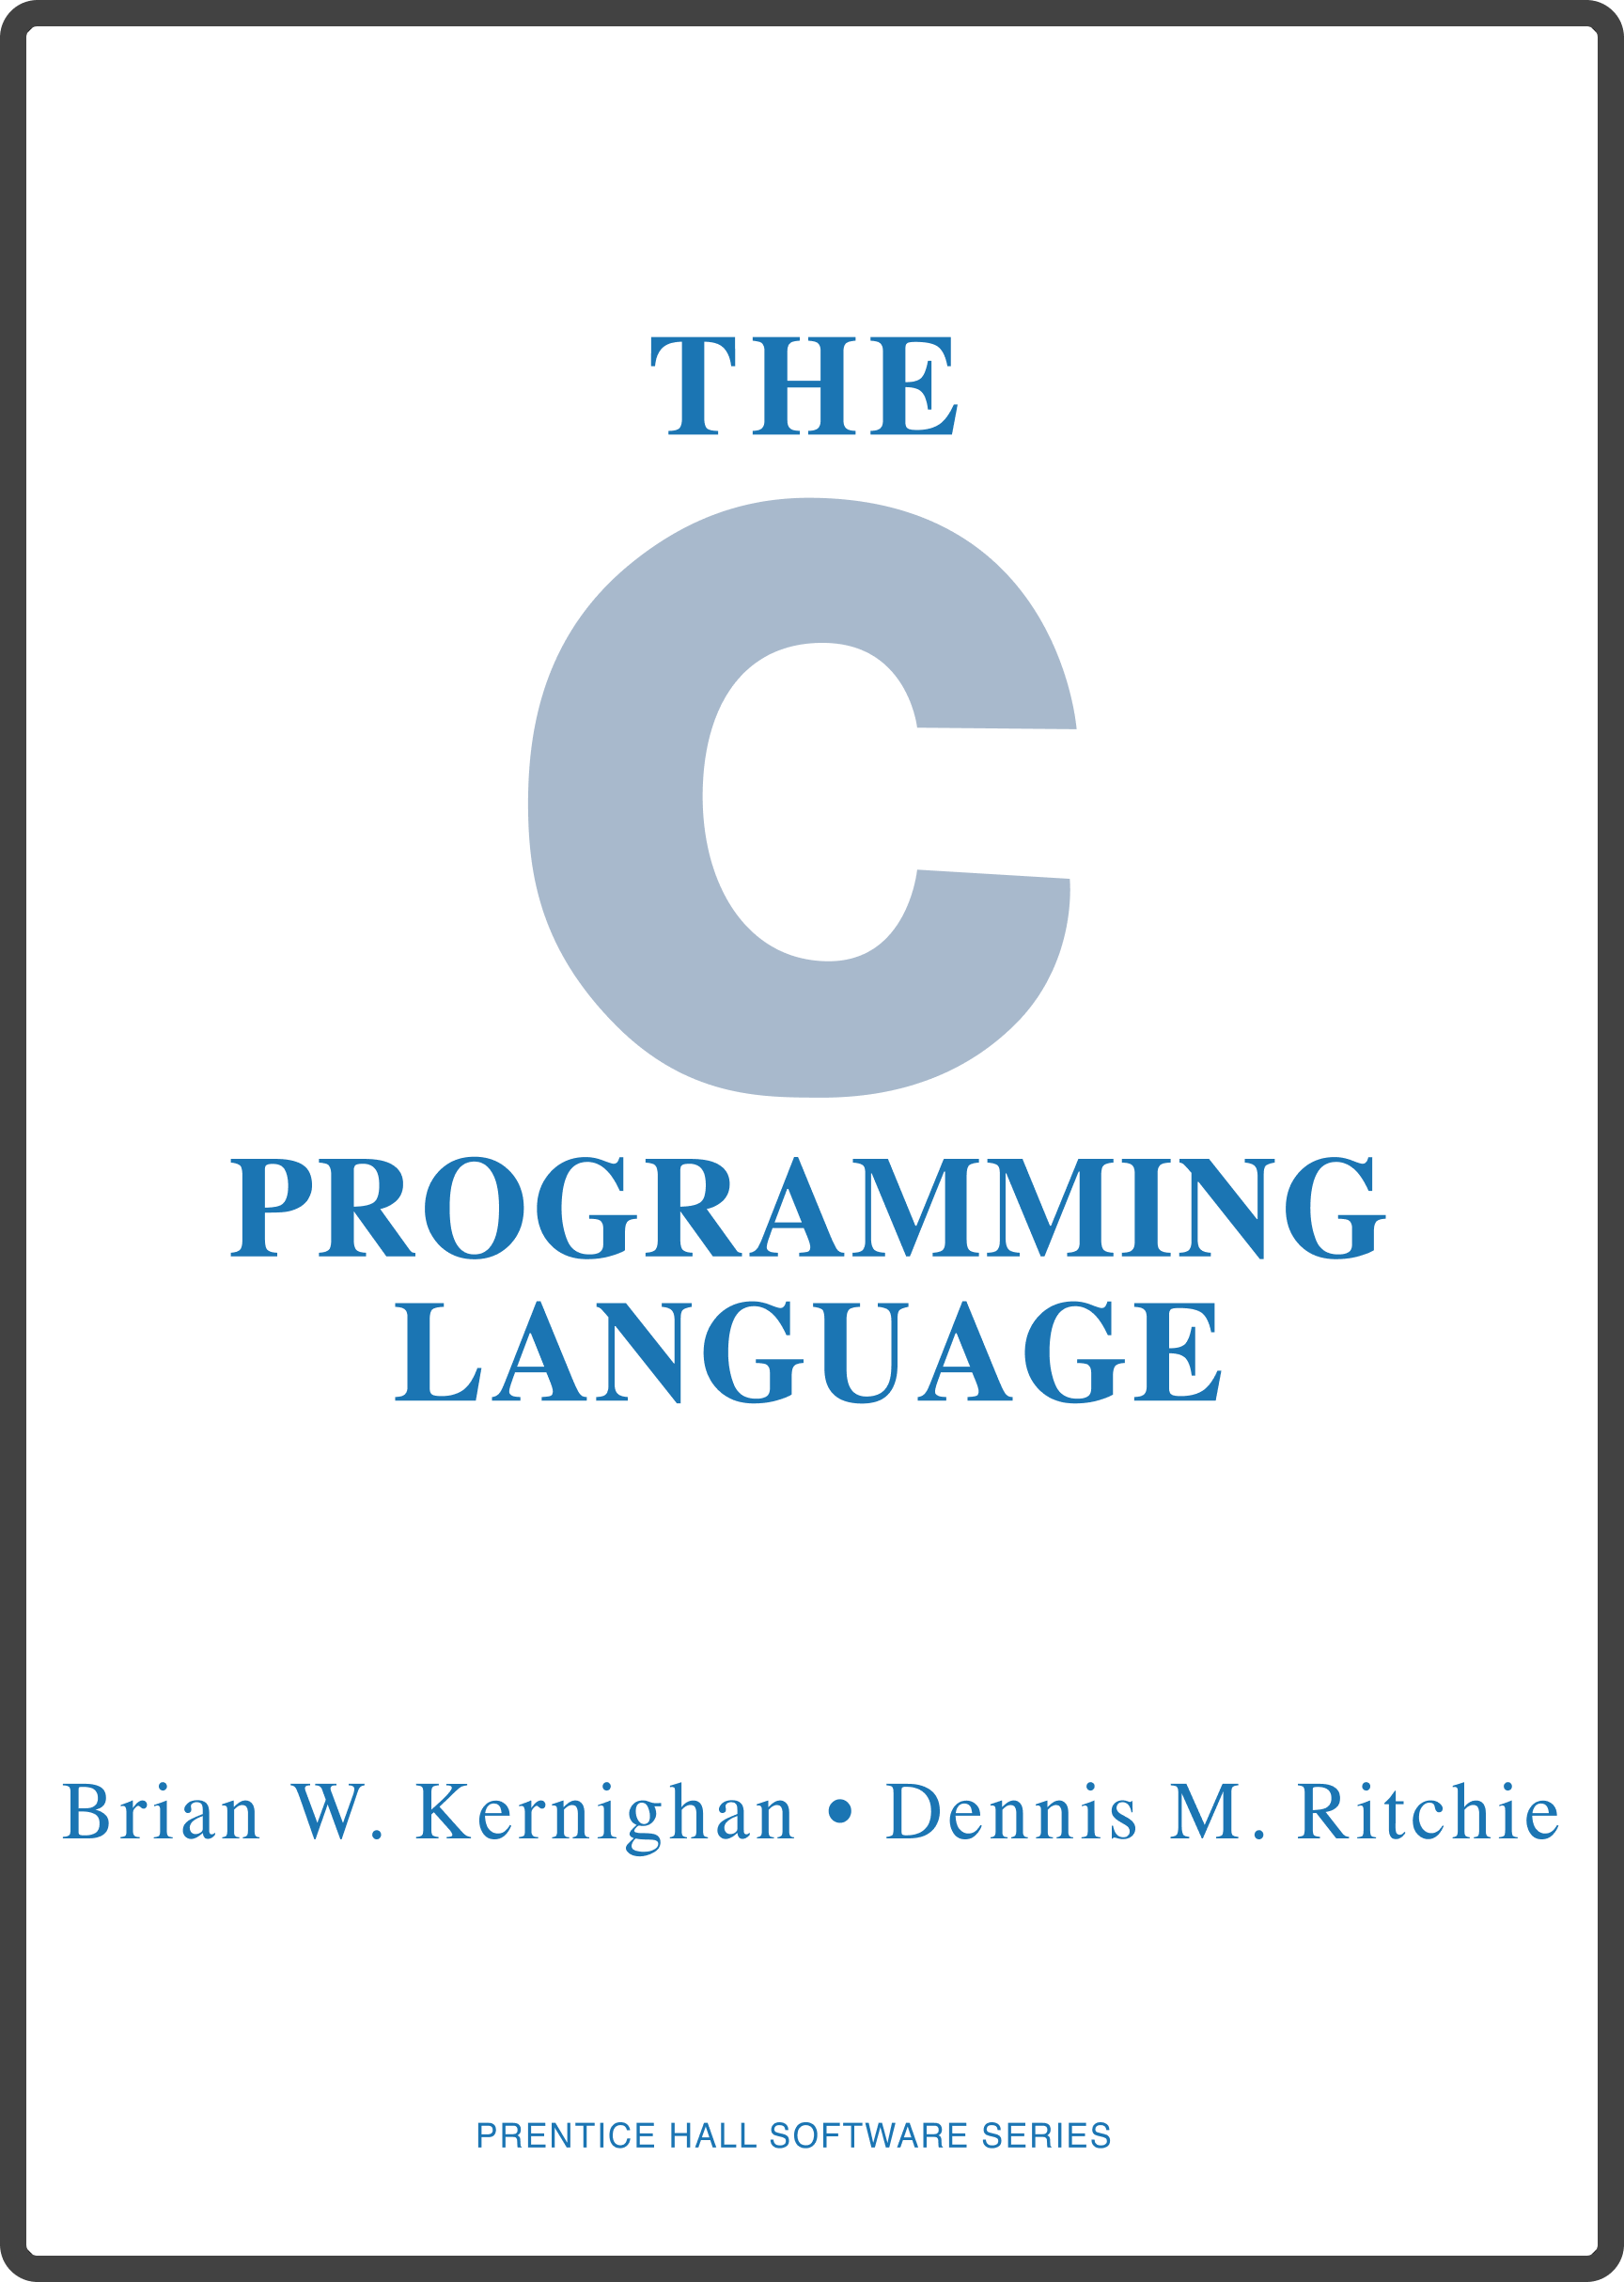 THE
C
PROGRAMMING
LANGUAGE
Brian W. Kernighan • Dennis M. Ritchie
PRENTICE HALL SOFTWARE SERIES